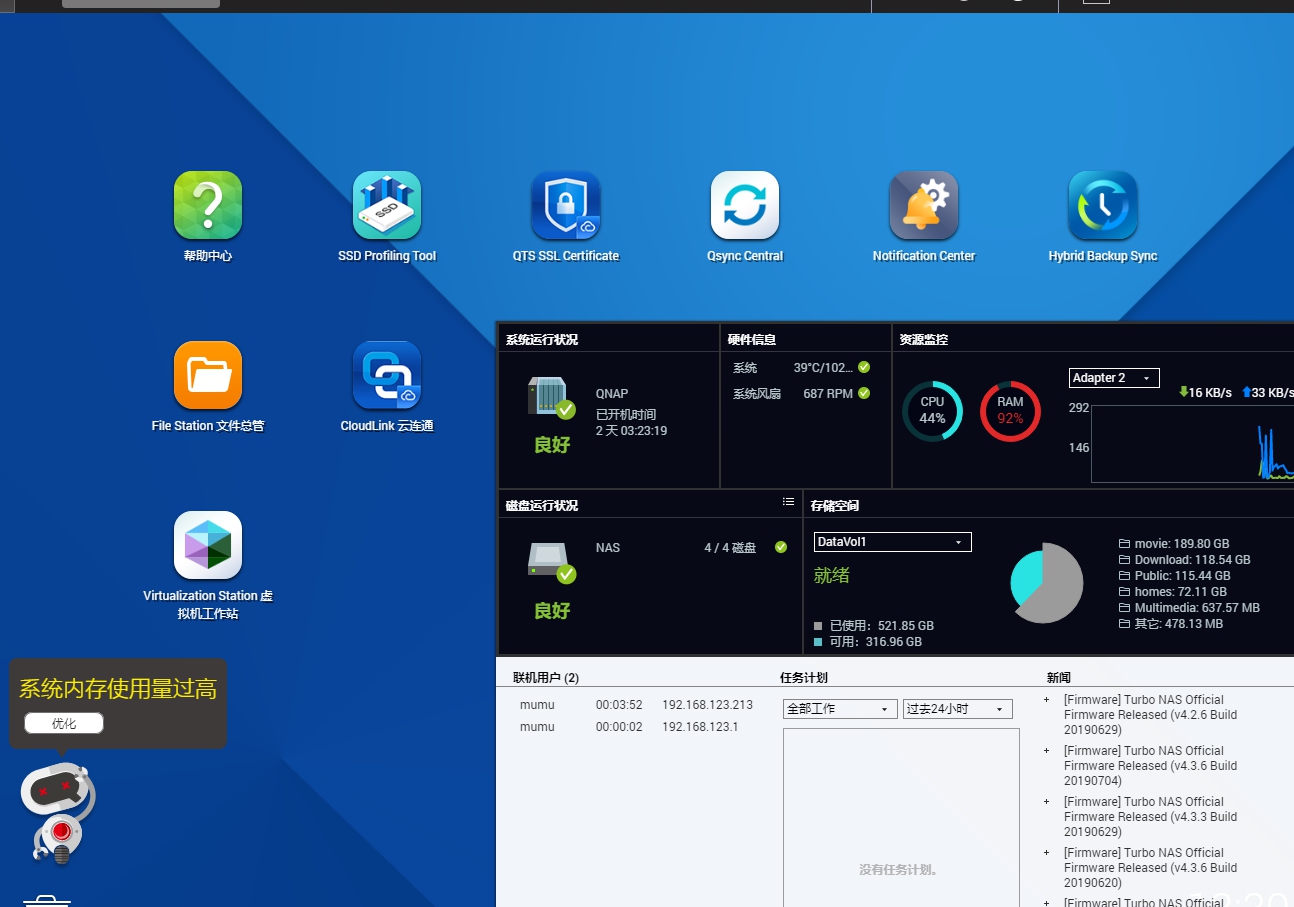 帮助中心
SSD Profiling Tool
QTS SSL Certificate
Qsync Central
Notification Center
Hybrid Backup Sync
SSD
File Station 文件总管
CloudLink 云连通
Virtualization Station 虚
拟机工作站
系统内存使用量过高
优化
系统运行状况
QNAP
已开机时间
2 天 03:23:19
良好
硬件信息
系统 39°C/102...
系统风扇 687 RPM
资源监控
CPU
44%
RAM
92%
Adapter 2
16 KB/s 33 KB/s
292
146
磁盘运行状况
NAS 4 / 4 磁盘
良好
存储空间
DataVol1
就绪
已使用: 521.85 GB
可用: 316.96 GB
movie: 189.80 GB
Download: 118.54 GB
Public: 115.44 GB
homes: 72.11 GB
Multimedia: 637.57 MB
其它: 478.13 MB
联机用户 (2)
mumu 00:03:52 192.168.123.213
mumu 00:00:02 192.168.123.1
任务计划
全部工作 过去24小时
没有任务计划。
新闻
+ [Firmware] Turbo NAS Official
Firmware Released (v4.2.6 Build
20190629)
+ [Firmware] Turbo NAS Official
Firmware Released (v4.3.6 Build
20190704)
+ [Firmware] Turbo NAS Official
Firmware Released (v4.3.3 Build
20190629)
+ [Firmware] Turbo NAS Official
Firmware Released (v4.3.6 Build
20190620)
+ [Firmware] Turbo NAS Official